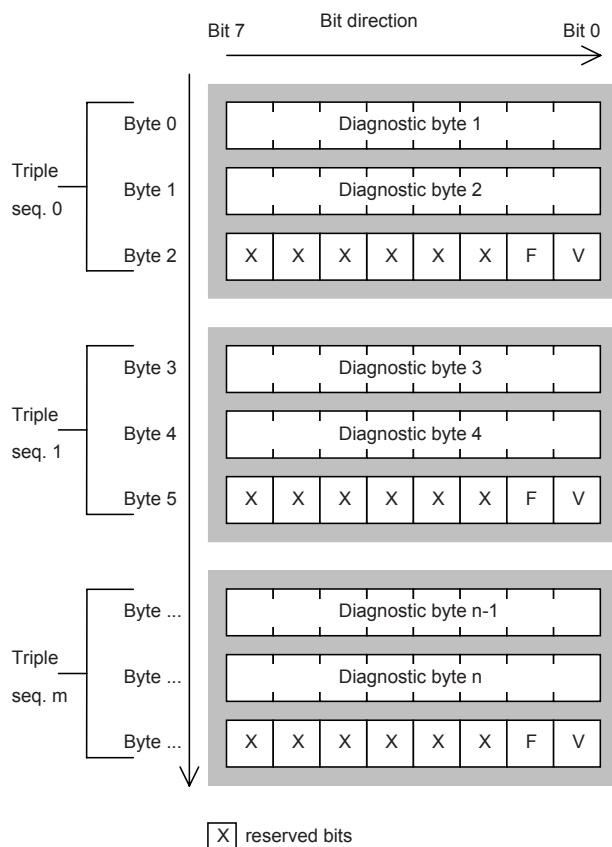 Bit direction
Bit 7 Bit 0
Byte 0 Diagnostic byte 1
Triple
seq. 0
Byte 1 Diagnostic byte 2
Byte 2 X X X X X X F V
Byte 3 Diagnostic byte 3
Triple
seq. 1
Byte 4 Diagnostic byte 4
Byte 5 X X X X X X F V
Byte ... Diagnostic byte n-1
Triple
seq. m
Byte ... Diagnostic byte n
Byte ... X X X X X X F V
X reserved bits